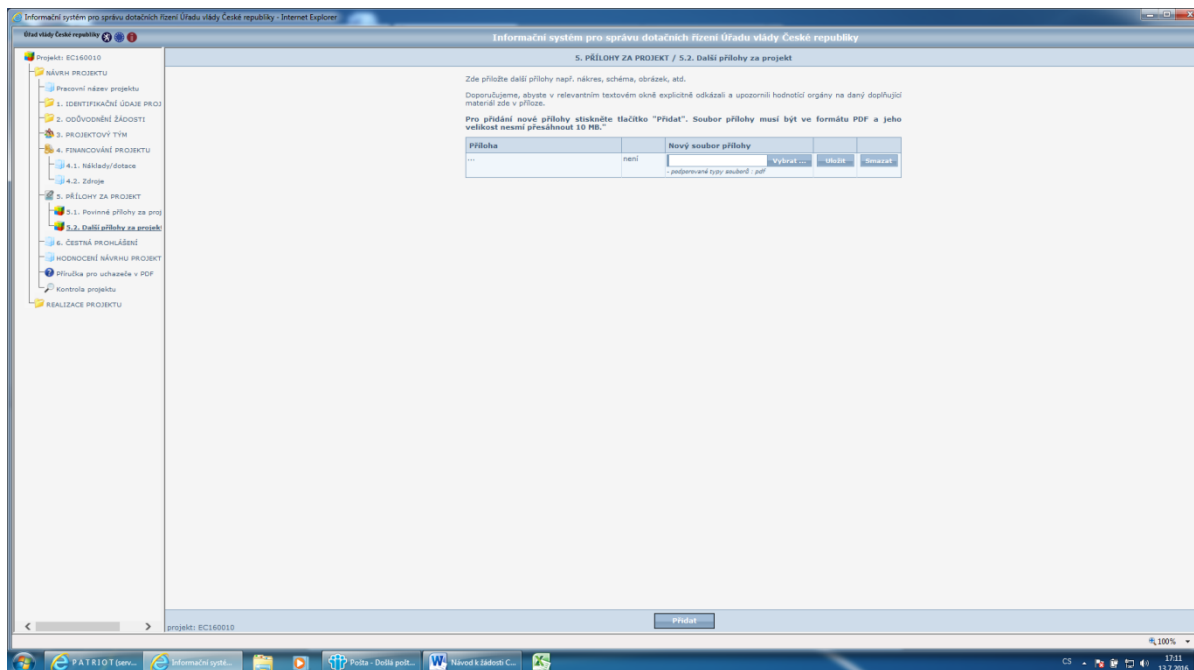 Informační systém pro správu dotačních řízení Úřadu vlády České republiky - Internet Explorer
Úřad vlády České republiky
Informační systém pro správu dotačních řízení Úřadu vlády České republiky
Projekt: EC160010
NÁVRH PROJEKTU
Pracovní název projektu
1. IDENTIFIKAČNÍ ÚDAJE PROJ
2. ODŮVODNĚNÍ ŽÁDOSTI
3. PROJEKTOVÝ TÝM
4. FINANCOVÁNÍ PROJEKTU
4.1. Náklady/dotace
4.2. Zdroje
5. PŘÍLOHY ZA PROJEKT
5.1. Povinné přílohy za proj
5.2. Další přílohy za projekt
6. ČESTNÁ PROHLÁŠENÍ
HODNOCENÍ NÁVRHU PROJEKT
Příručka pro uchazeče v PDF
Kontrola projektu
REALIZACE PROJEKTU
5. PŘÍLOHY ZA PROJEKT / 5.2. Další přílohy za projekt
Zde přiložte další přílohy např. nákres, schéma, obrázek, atd.
Doporučujeme, abyste v relevantním textovém okně explicitně odkázali a upozornili hodnotící orgány na daný doplňující
materiál zde v příloze.
Pro přidání nové přílohy stiskněte tlačítko "Přidat". Soubor přílohy musí být ve formátu PDF a jeho
velikost nesmí přesáhnout 10 MB."
Příloha Nový soubor přílohy
... není Vybrat ... Uložit Smazat
- podporované typy souborů : pdf
Přidat
projekt: EC160010
100%
PATRIOT (serv... Informační systé... Pošta - Došlá pošt... Návod k žádosti C... CS 17:11
13.7.2016